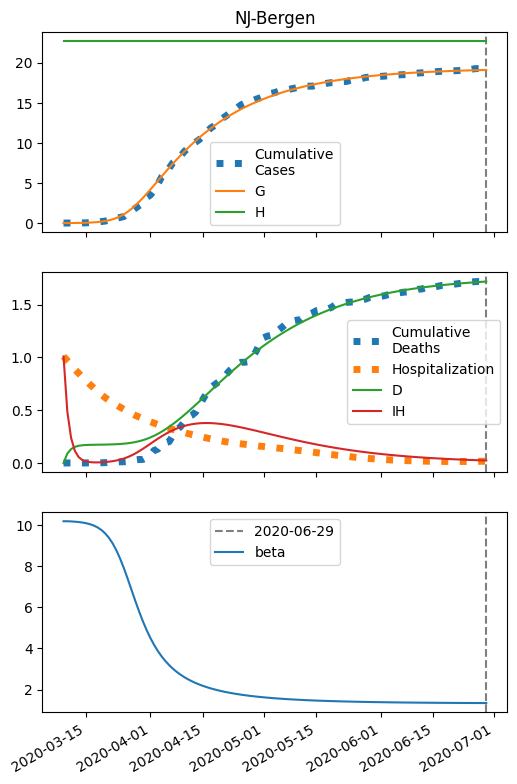 NJ-Bergen
20
15
10
5
0
Cumulative
Cases
G
H
1.5
1.0
0.5
0.0
Cumulative
Deaths
Hospitalization
D
IH
10
8
6
4
2
2020-06-29
beta
2020-03-15
2020-04-01
2020-04-15
2020-05-01
2020-05-15
2020-06-01
2020-06-15
2020-07-01